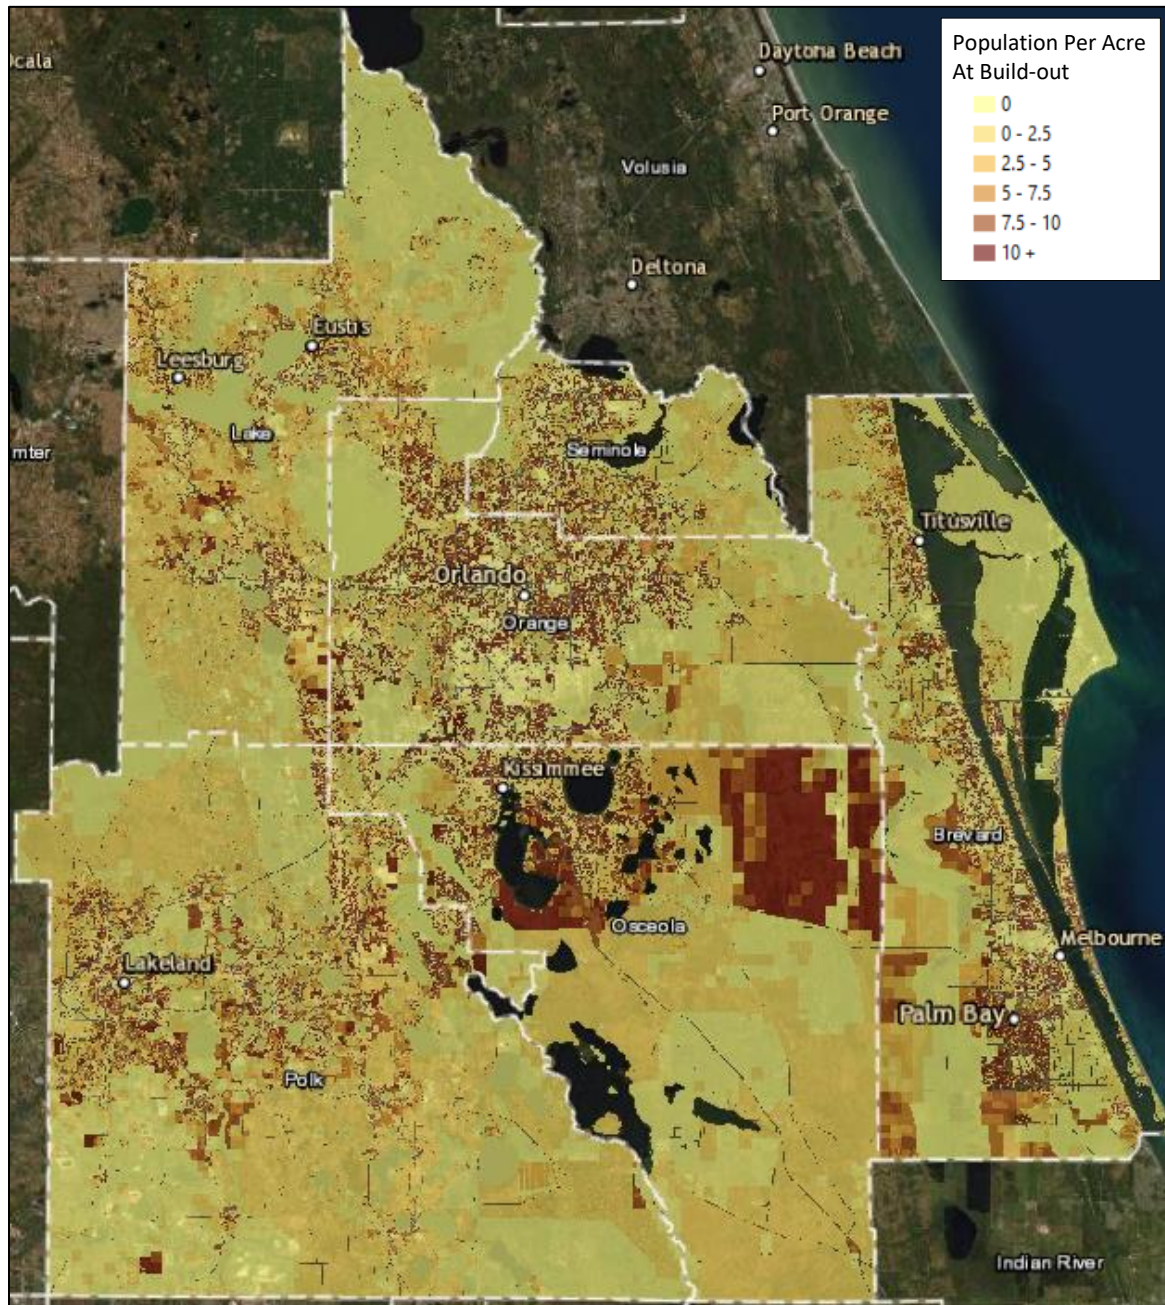 Population Per Acre
At Build-out
0
0 - 2.5
2.5 - 5
5 - 7.5
7.5 - 10
10 +
Daytona Beach
cala
Port Orange
Volusia
Deltona
Eustis
Leesburg
Lake
Seminole
mter
Titusville
Orlando
Orange
Kissimmee
Brevard
Osceola
Melbourne
Lakeland
Palm Bay
Polk
Indian River